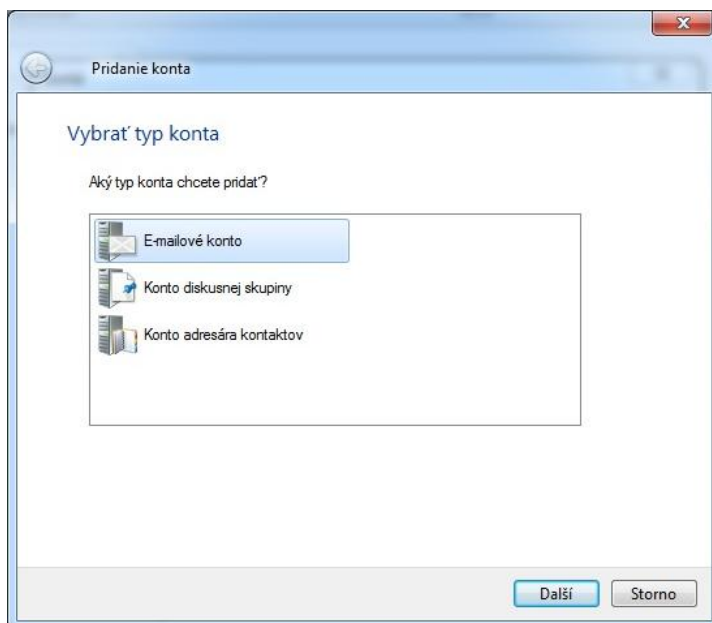 Pridanie konta
Vybrať typ konta
Aký typ konta chcete pridať?
E-mailové konto
Konto diskusnej skupiny
Konto adresára kontaktov
Další
Storno